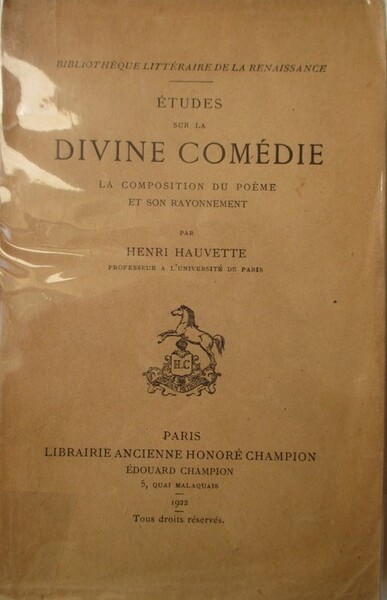 BIBLIOTHÈQUE LITTÉRAIRE DE LA RENAISSANCE
ÉTUDES
SUR LA
DIVINE COMÉDIE
LA COMPOSITION DU POÈME
ET SON RAYONNEMENT
PAR
HENRI HAUVETTE
PROFESSEUR A L'UNIVERSITÉ DE PARIS
H.C
PARIS
LIBRAIRIE ANCIENNE HONORÉ CHAMPION
ÉDOUARD CHAMPION
5, QUAI MALAQUAIS
1922
Tous droits réservés.